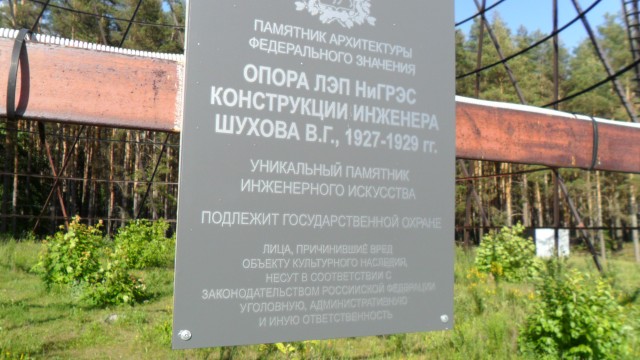 ПАМЯТНИК АРХИТЕКТУРЫ
ФЕДЕРАЛЬНОГО ЗНАЧЕНИЯ
ОПОРА ЛЭП НиГРЭС
КОНСТРУКЦИИ ИНЖЕНЕРА
ШУХОВА В.Г., 1927-1929 гг.
УНИКАЛЬНЫЙ ПАМЯТНИК
ИНЖЕНЕРНОГО ИСКУССТВА
ПОДЛЕЖИТ ГОСУДАРСТВЕННОЙ ОХРАНЕ
ЛИЦА, ПРИЧИНИВШИЕ ВРЕД
ОБЪЕКТУ КУЛЬТУРНОГО НАСЛЕДИЯ,
НЕСУТ В СООТВЕТСТВИИ С
ЗАКОНОДАТЕЛЬСТВОМ РОССИЙСКОЙ ФЕДЕРАЦИИ
УГОЛОВНУЮ, АДМИНИСТРАТИВНУЮ
И ИНУЮ ОТВЕТСТВЕННОСТЬ